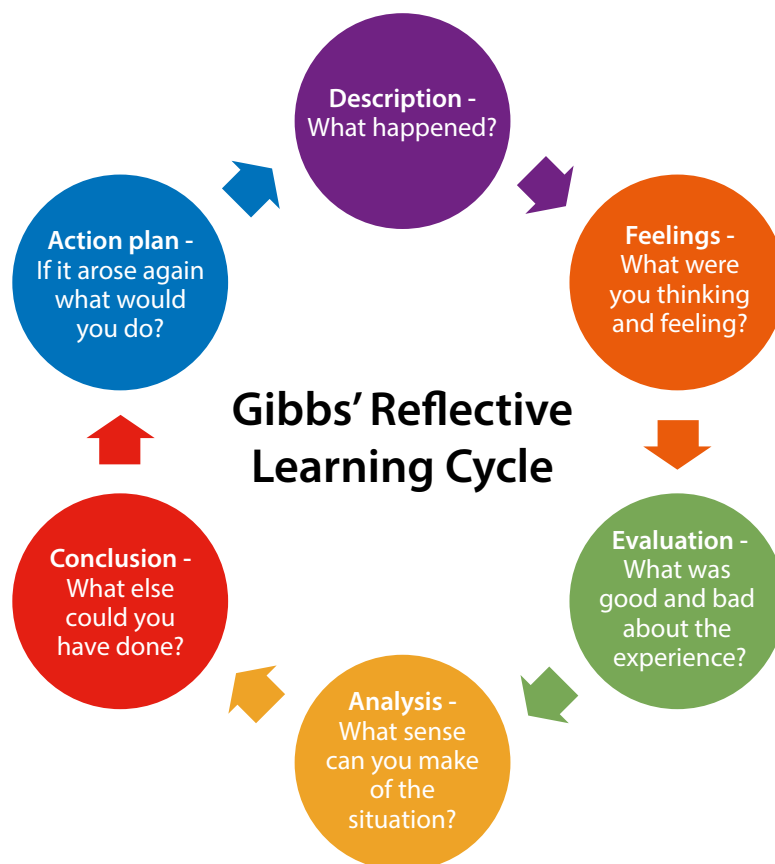 Description -
What happened?
Feelings -
What were
you thinking
and feeling?
Evaluation -
What was
good and bad
about the
experience?
Analysis -
What sense
can you make
of the
situation?
Conclusion -
What else
could you
have done?
Action plan -
If it arose again
what would
you do?
Gibbs’ Reflective
Learning Cycle